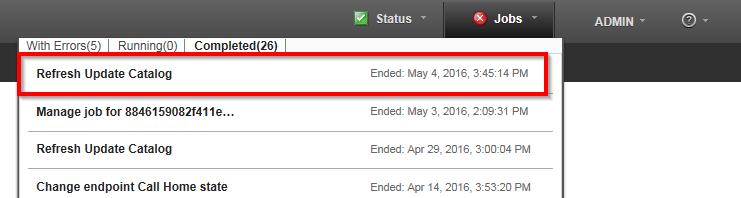 Status Jobs ADMIN ?
With Errors(5) | Running(0) | Completed(26) |
Refresh Update Catalog Ended: May 4, 2016, 3:45:14 PM
Manage job for 8846159082f411e... Ended: May 3, 2016, 2:09:31 PM
Refresh Update Catalog Ended: Apr 29, 2016, 3:00:04 PM
Change endpoint Call Home state Ended: Apr 14, 2016, 3:53:20 PM